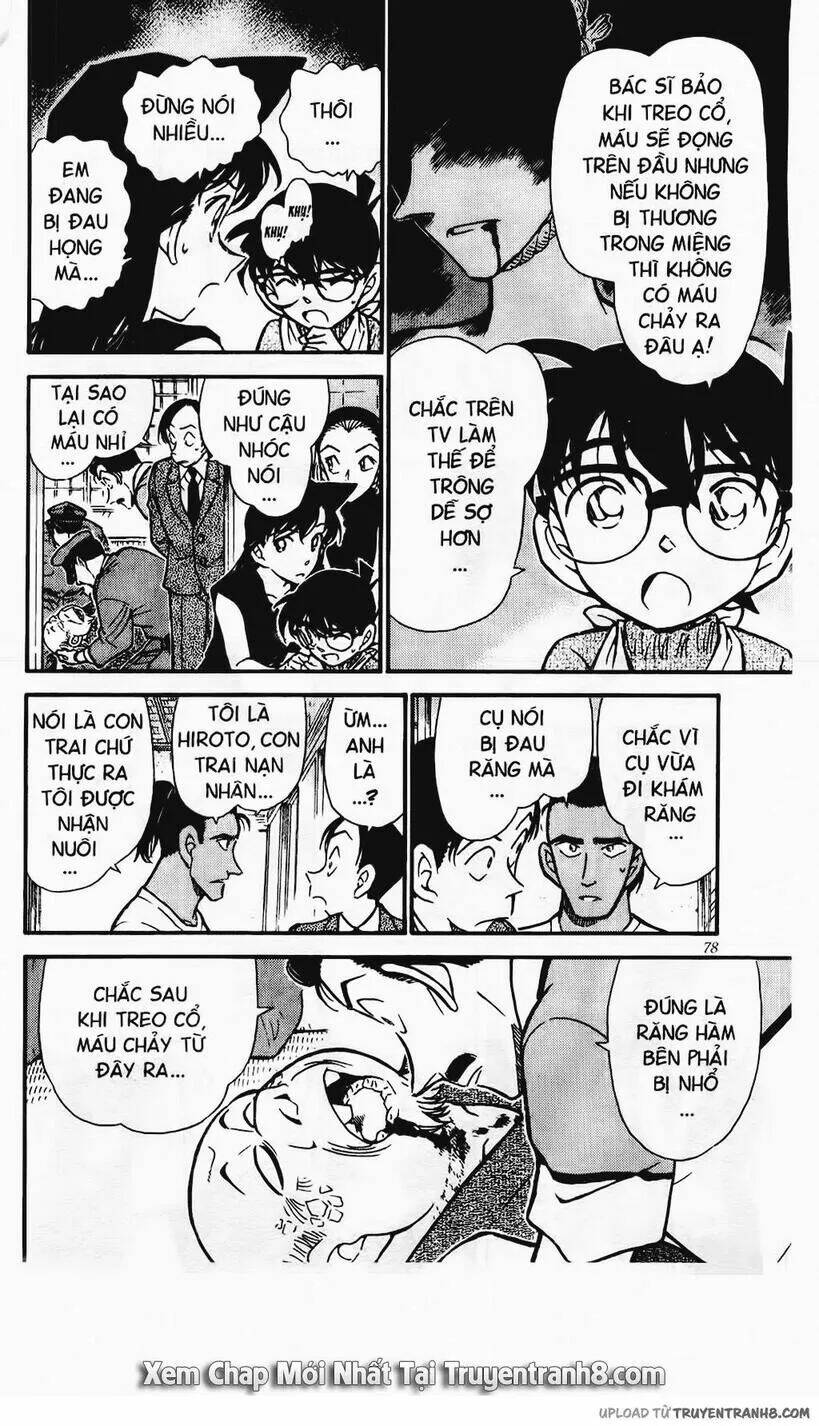 BÁC SĨ BẢO
KHI TREO CỔ,
MÁU SẼ ĐỌNG
TRÊN ĐẦU NHƯNG
NẾU KHÔNG
BỊ THƯƠNG
TRONG MIỆNG
THÌ KHÔNG
CÓ MÁU
CHẢY RA
ĐÂU Ạ!
CHẮC TRÊN
TV LÀM
THẾ ĐỂ
TRÔNG
DỄ SỢ
HƠN
...
THÔI
...
ĐỪNG NÓI
NHIỀU...
EM
ĐANG
BỊ ĐAU
HỌNG
MÀ...
KHỤ!
KHỤ!
ĐÚNG
NHƯ CẬU
NHÓC
NÓI
...
TẠI SAO
LẠI CÓ
MÁU NHỈ
...
CHẮC VÌ
CỤ VỪA
ĐI KHÁM
RĂNG
...
CỤ NÓI
BỊ ĐAU
RĂNG MÀ
...
ỪM...
ANH
LÀ
...?
TÔI LÀ
HIROTO, CON
TRAI NẠN
NHÂN...
NÓI LÀ CON
TRAI CHỨ
THỰC RA
TÔI ĐƯỢC
NHẬN
NUÔI
...
78
ĐÚNG LÀ
RĂNG HÀM
BÊN PHẢI
BỊ NHỔ
...
CHẮC SAU
KHI TREO CỔ,
MÁU CHẢY TỪ
ĐÂY RA...
Xem Chap Mới Nhất Tại Truyentranh8.com
UPLOAD TỪ TRUYENTRANH8.COM